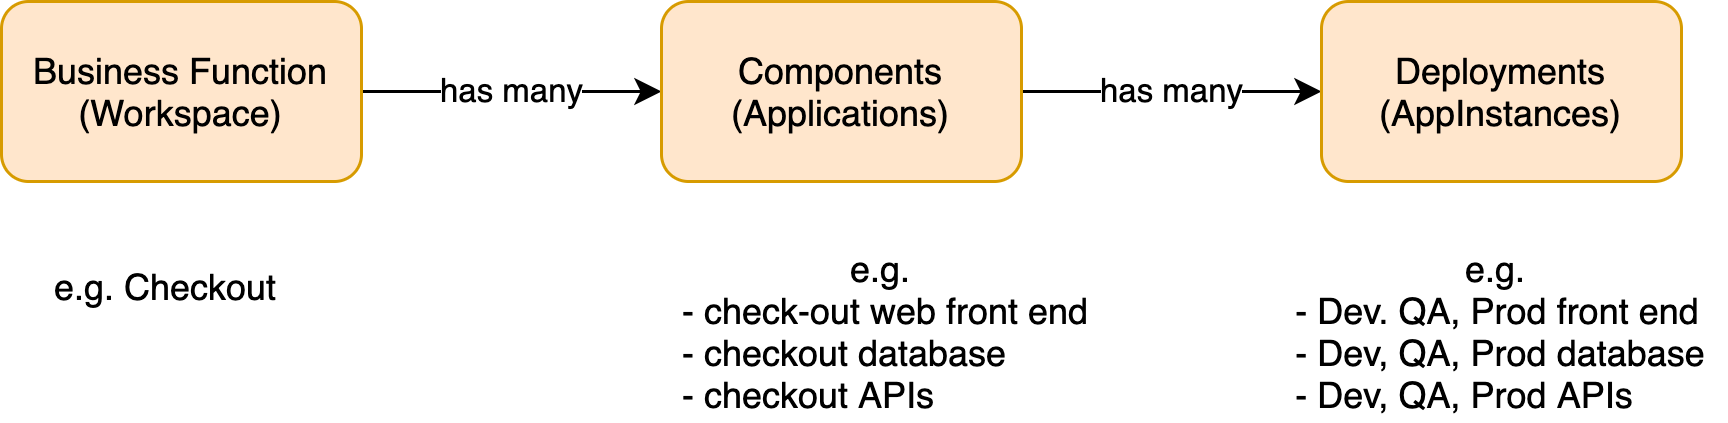 Business Function
(Workspace)
has many
Components
(Applications)
has many
Deployments
(AppInstances)
e.g. Checkout
e.g.
- check-out web front end
- checkout database
- checkout APIs
e.g.
- Dev. QA, Prod front end
- Dev, QA, Prod database
- Dev, QA, Prod APIs